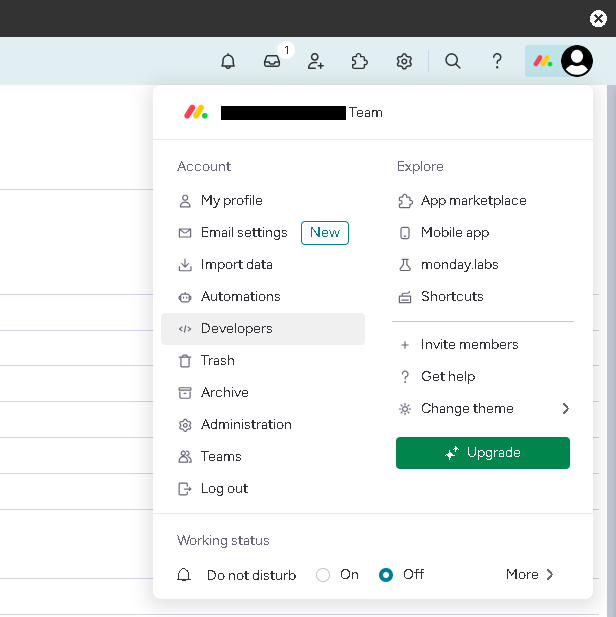 1
Team
Account
My profile
Email settings New
Import data
Automations
Developers
Trash
Archive
Administration
Teams
Log out
Explore
App marketplace
Mobile app
monday.labs
Shortcuts
Invite members
Get help
Change theme
Upgrade
Working status
Do not disturb On Off More